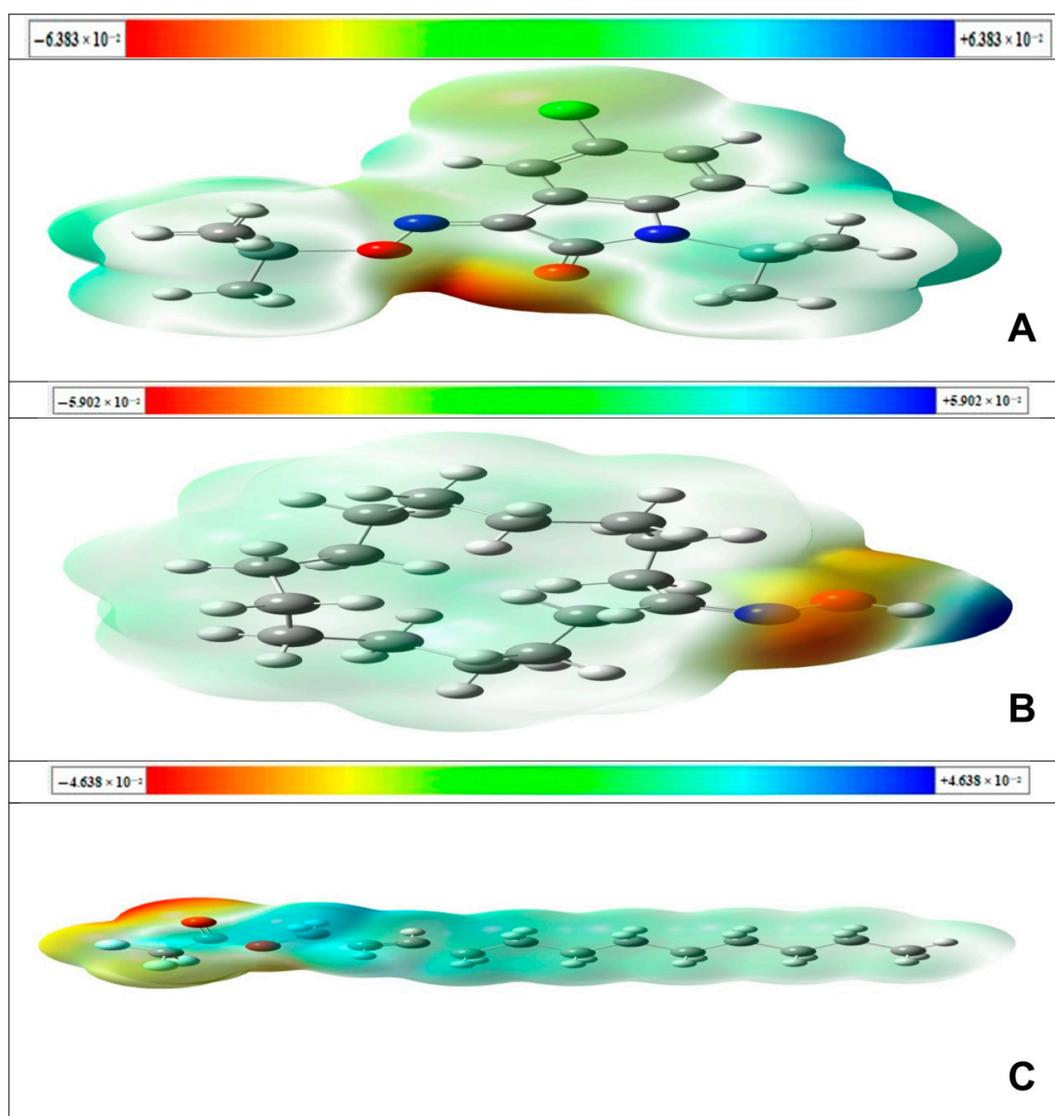 −6.383 × 10⁻² +6.383 × 10⁻²
A
−5.902 × 10⁻² +5.902 × 10⁻²
B
−4.638 × 10⁻² +4.638 × 10⁻²
C